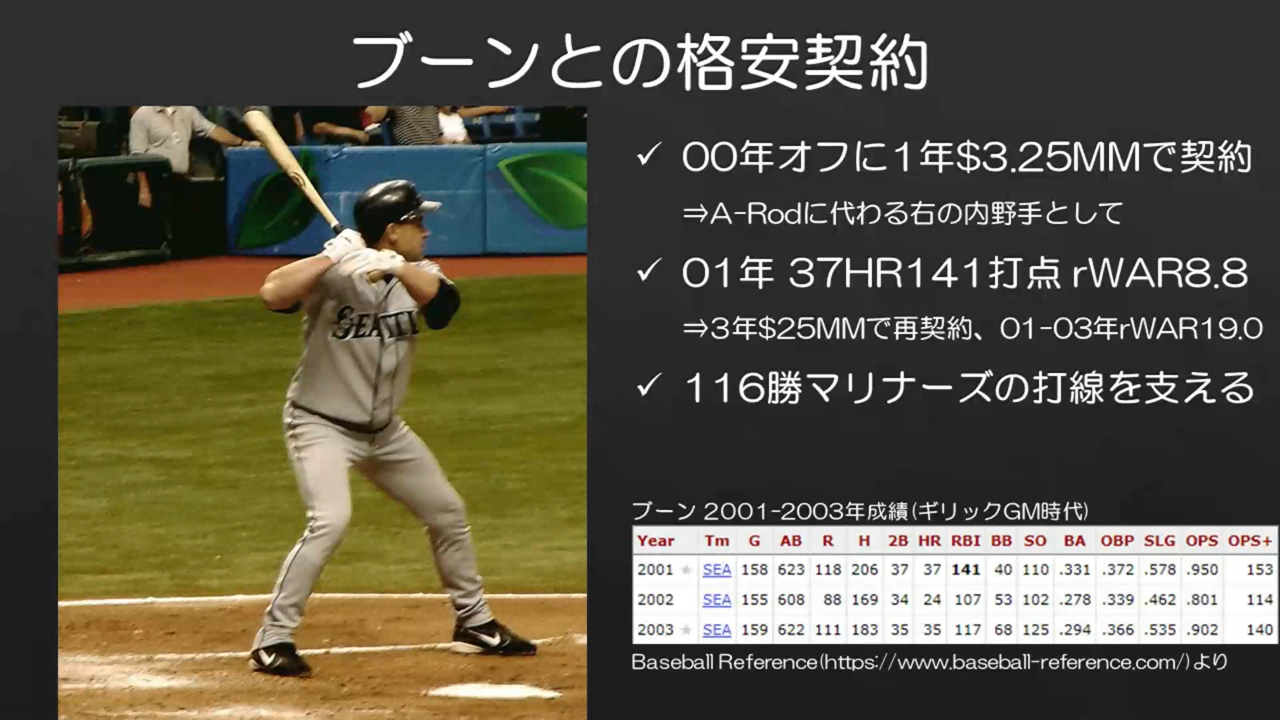 ブーンとの格安契約
✓ 00年オフに1年$3.25MMで契約
⇒A-Rodに代わる右の内野手として
✓ 01年 37HR141打点 rWAR8.8
⇒3年$25MMで再契約、01-03年rWAR19.0
✓ 116勝マリナーズの打線を支える
SEATTL
ブーン 2001-2003年成績(ギリックGM時代)
Year Tm G AB R H 2B HR RBI BB SO BA OBP SLG OPS OPS+
2001 ★ SEA 158 623 118 206 37 37 141 40 110 .331 .372 .578 .950 153
2002 SEA 155 608 88 169 34 24 107 53 102 .278 .339 .462 .801 114
2003 ★ SEA 159 622 111 183 35 35 117 68 125 .294 .366 .535 .902 140
Baseball Reference(https://www.baseball-reference.com/)より